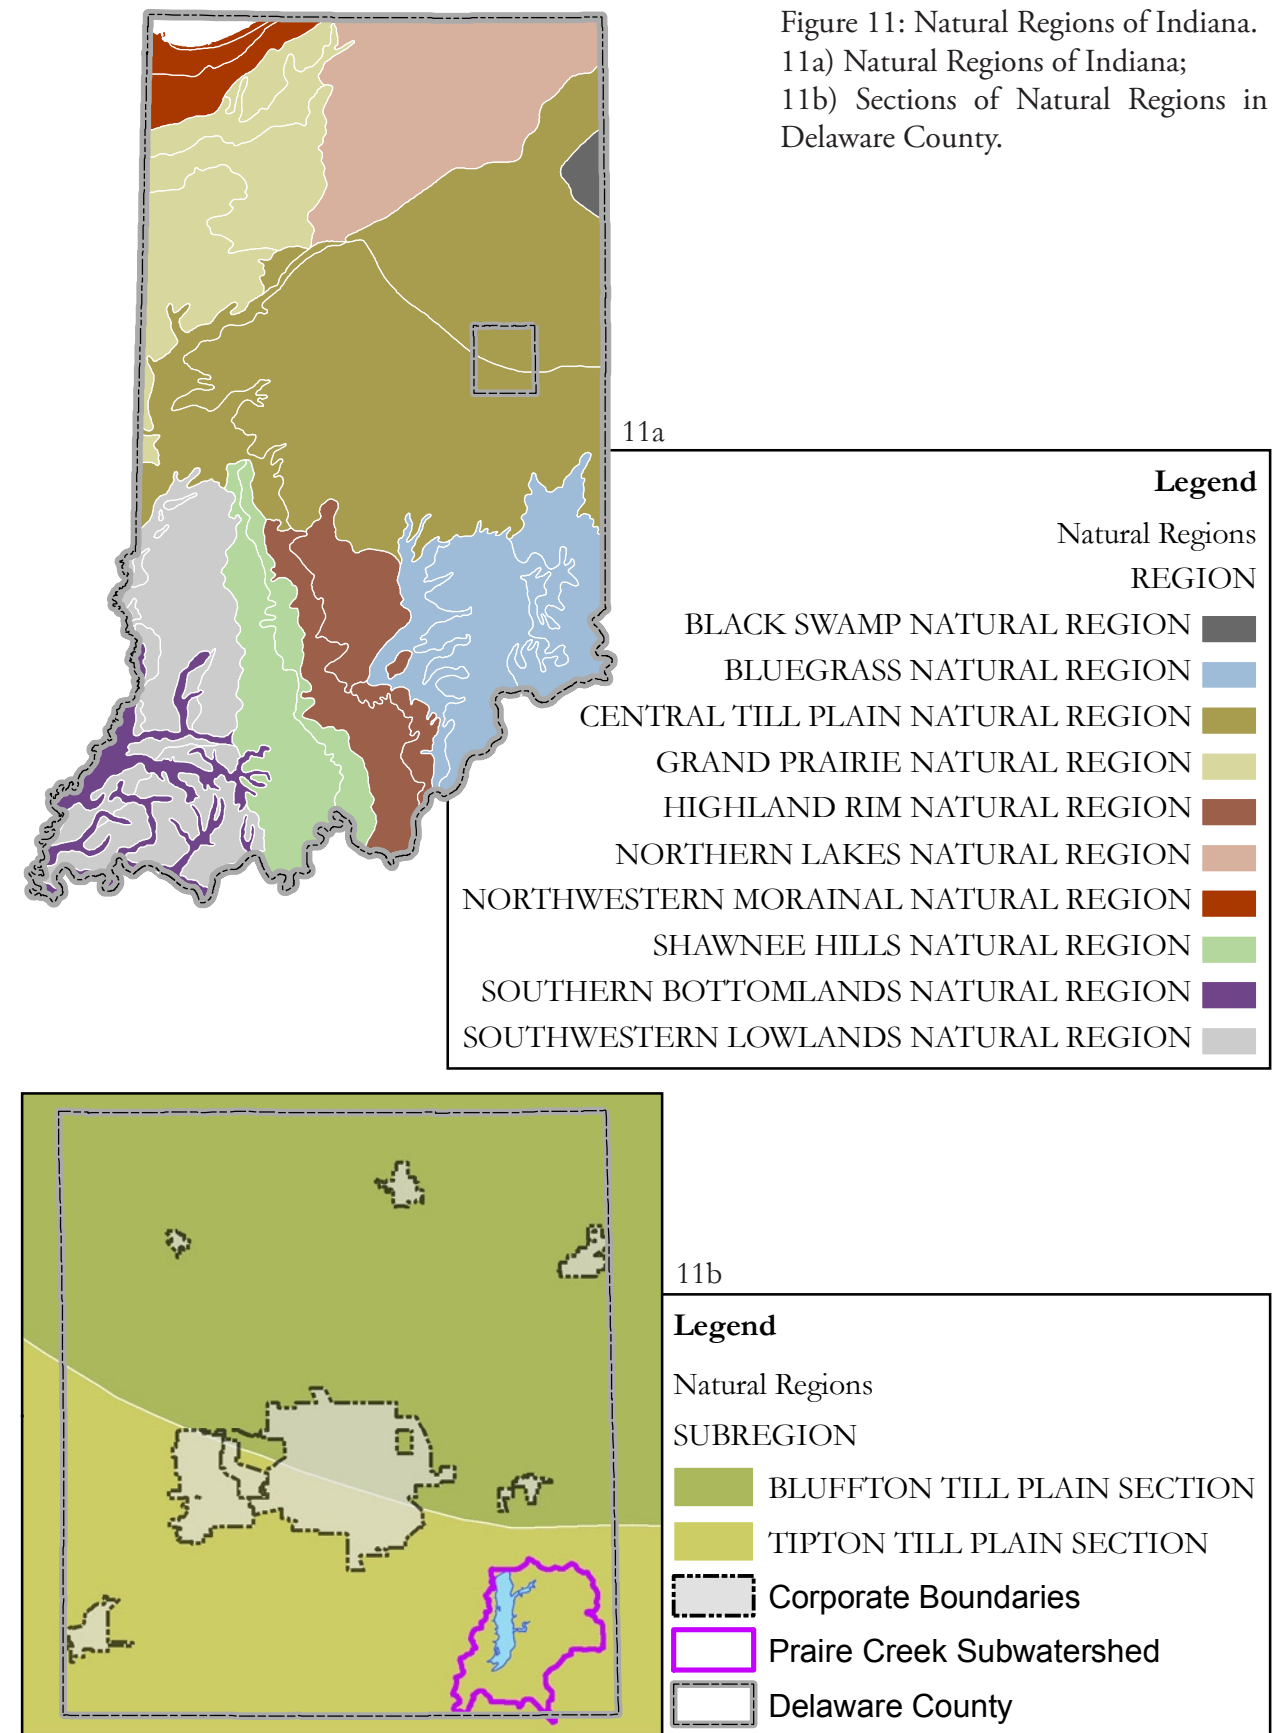 Figure 11: Natural Regions of Indiana.
11a) Natural Regions of Indiana;
11b) Sections of Natural Regions in
Delaware County.
11a
Legend
Natural Regions
REGION
BLACK SWAMP NATURAL REGION
BLUEGRASS NATURAL REGION
CENTRAL TILL PLAIN NATURAL REGION
GRAND PRAIRIE NATURAL REGION
HIGHLAND RIM NATURAL REGION
NORTHERN LAKES NATURAL REGION
NORTHWESTERN MORAINAL NATURAL REGION
SHAWNEE HILLS NATURAL REGION
SOUTHERN BOTTOMLANDS NATURAL REGION
SOUTHWESTERN LOWLANDS NATURAL REGION
11b
Legend
Natural Regions
SUBREGION
BLUFFTON TILL PLAIN SECTION
TIPTON TILL PLAIN SECTION
Corporate Boundaries
Praire Creek Subwatershed
Delaware County